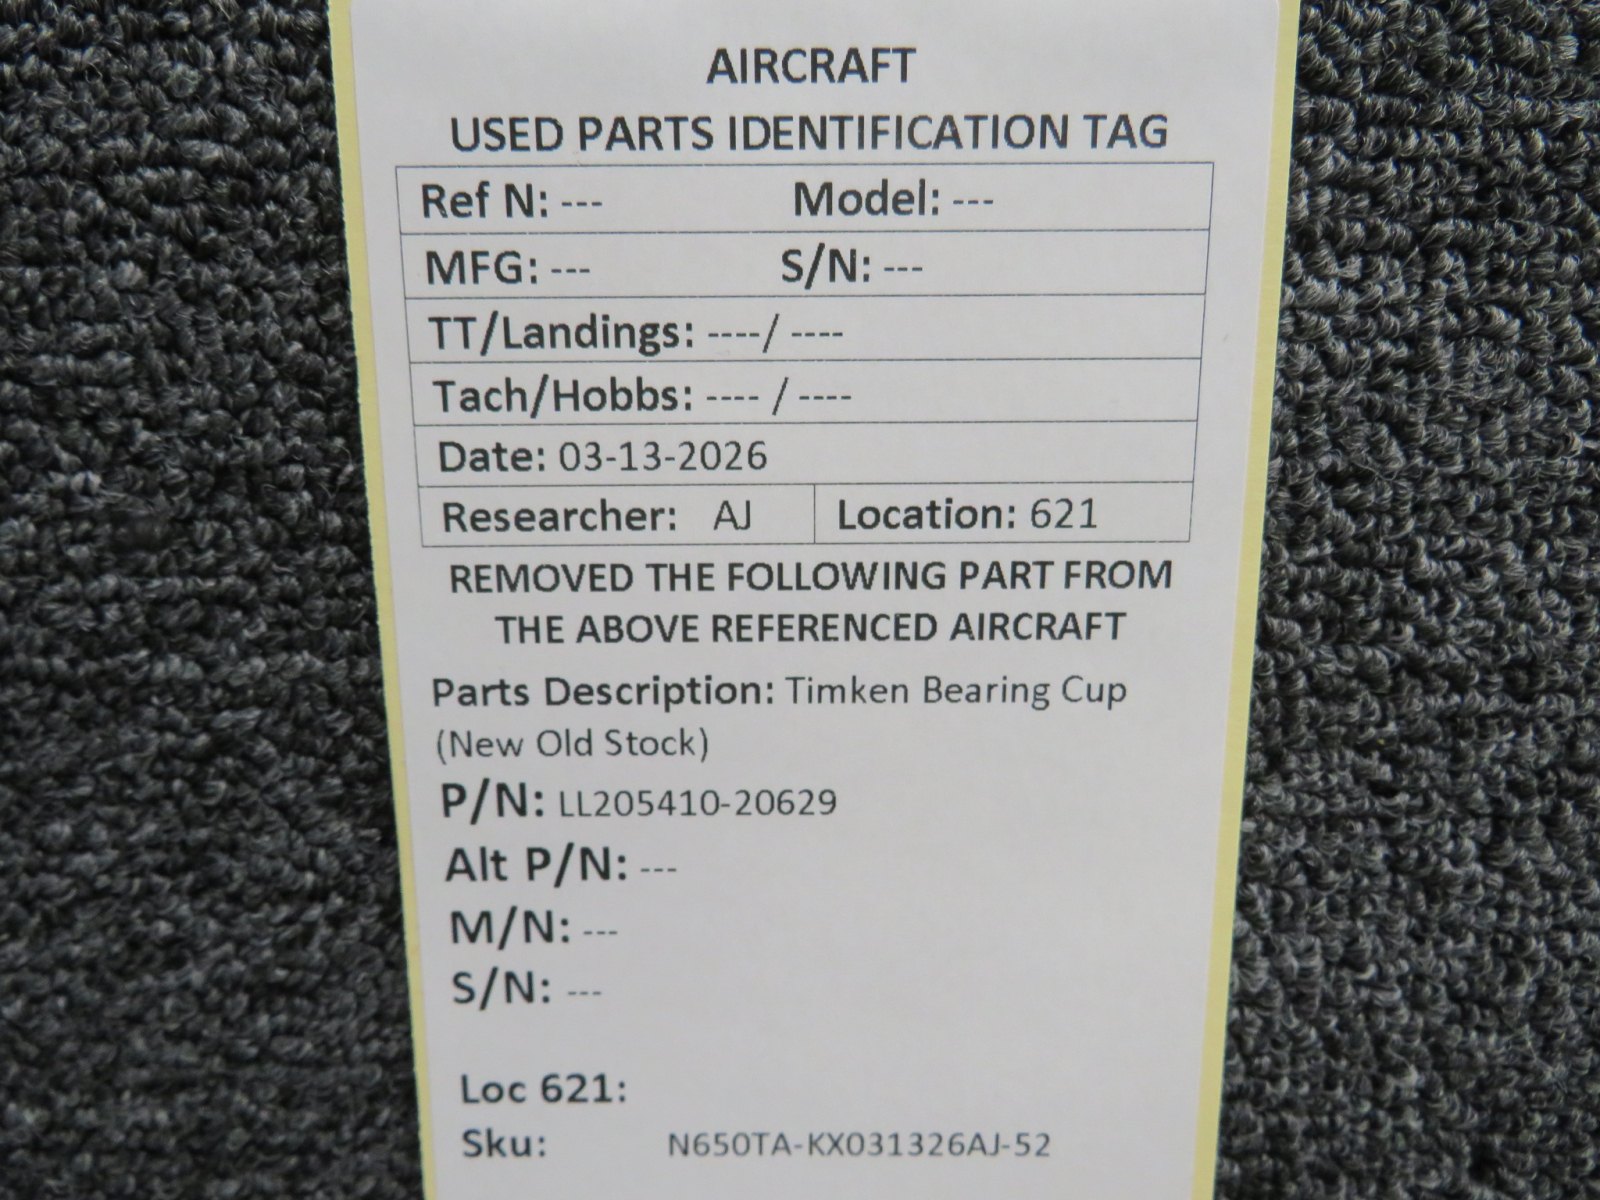 AIRCRAFT
USED PARTS IDENTIFICATION TAG
Ref N: --- Model: ---
MFG: --- S/N: ---
TT/Landings: ----/ ----
Tach/Hobbs: ---- / ----
Date: 03-13-2026
Researcher: AJ Location: 621
REMOVED THE FOLLOWING PART FROM
THE ABOVE REFERENCED AIRCRAFT
Parts Description: Timken Bearing Cup
(New Old Stock)
P/N: LL205410-20629
Alt P/N: ---
M/N: ---
S/N: ---
Loc 621:
Sku: N650TA-KX031326AJ-52